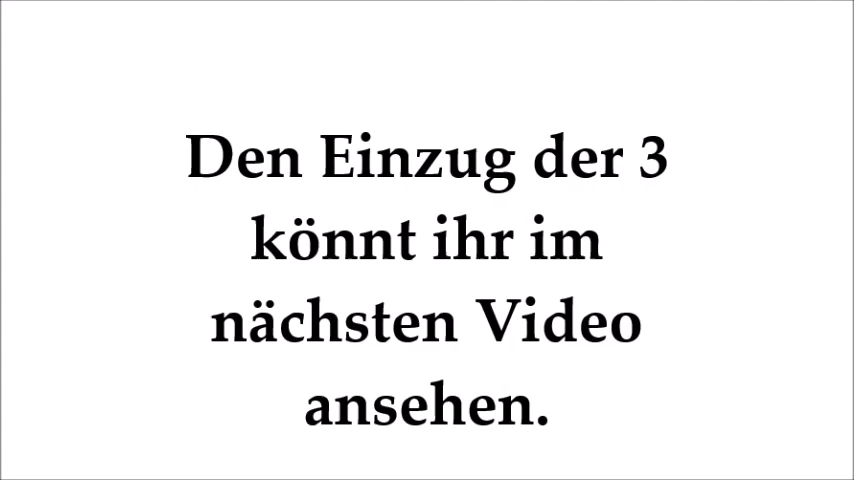 Den Einzug der 3
könnt ihr im
nächsten Video
ansehen.